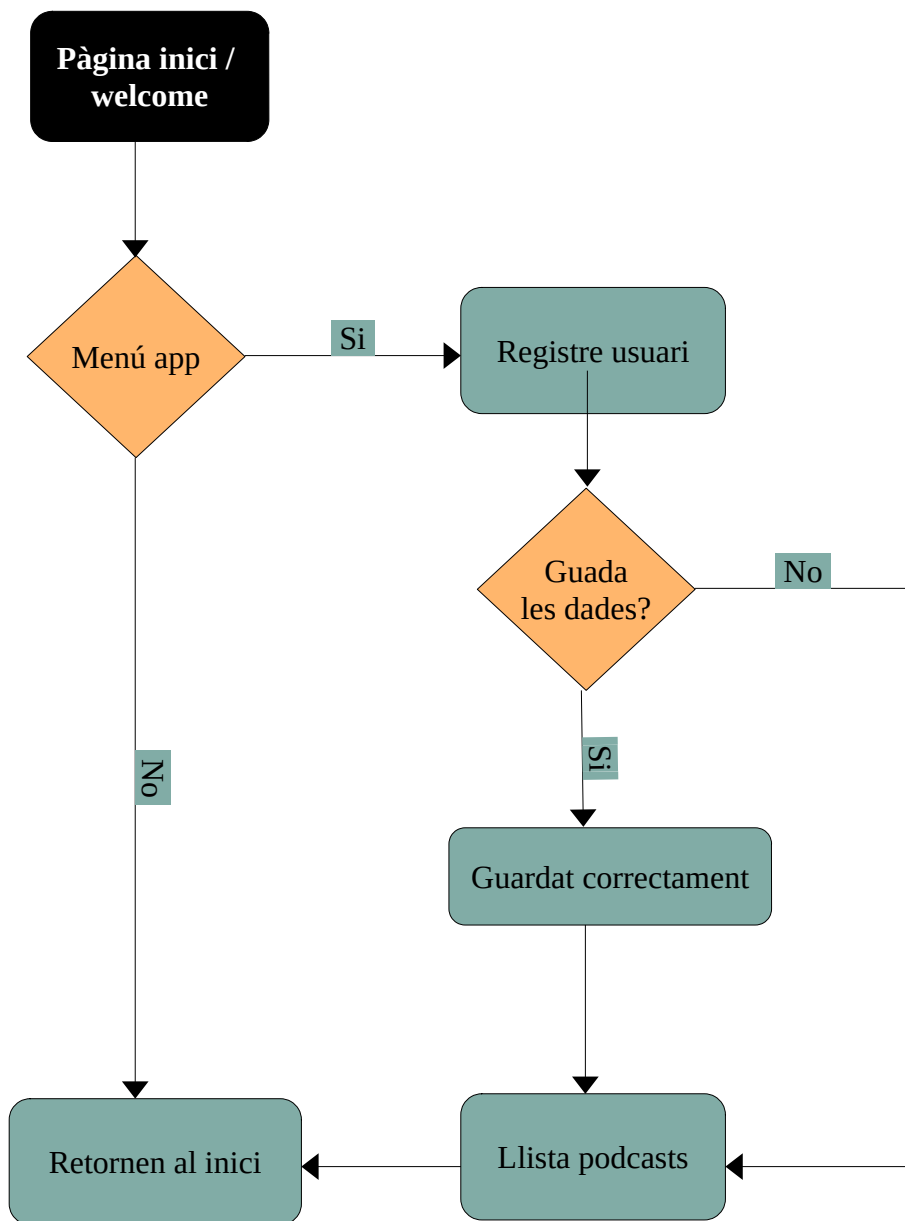 Pàgina inici /
welcome
Menú app
Si
Registre usuari
Guada
les dades?
No
Si
No
Guardat correctament
Retornen al inici
Llista podcasts